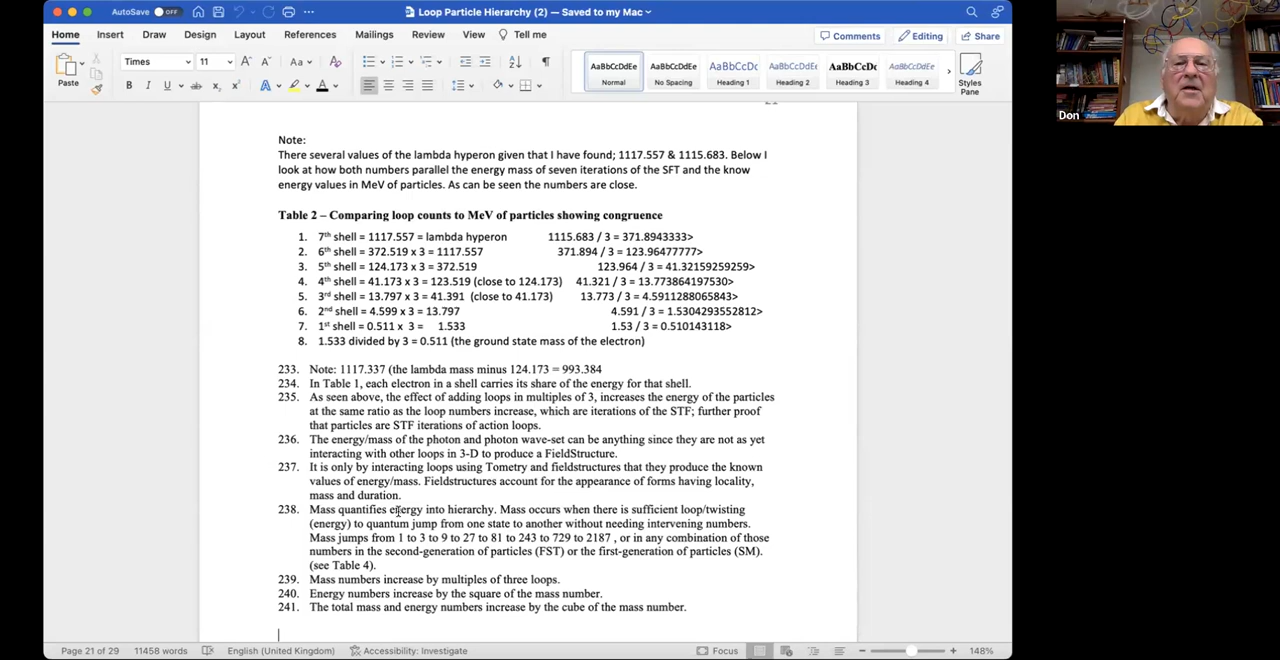 AutoSave OFF
Loop Particle Hierarchy (2) — Saved to my Mac
Home Insert Draw Design Layout References Mailings Review View Tell me
Comments Editing Share
Paste
Times 11
Aa
B I U ab x₂ x²
A A
AaBbCcDdEe AaBbCcDdEe AaBbCcDc AaBbCcDdEe AaBbCcDc AaBbCcDdEe
Normal No Spacing Heading 1 Heading 2 Heading 3 Heading 4
Styles
Pane
Don
Note:
There several values of the lambda hyperon given that I have found; 1117.557 & 1115.683. Below I
look at how both numbers parallel the energy mass of seven iterations of the SFT and the know
energy values in MeV of particles. As can be seen the numbers are close.
Table 2 – Comparing loop counts to MeV of particles showing congruence
1. 7th shell = 1117.557 = lambda hyperon 1115.683 / 3 = 371.8943333>
2. 6th shell = 372.519 x 3 = 1117.557 371.894 / 3 = 123.96477777>
3. 5th shell = 124.173 x 3 = 372.519 123.964 / 3 = 41.32159259259>
4. 4th shell = 41.173 x 3 = 123.519 (close to 124.173) 41.321 / 3 = 13.773864197530>
5. 3rd shell = 13.797 x 3 = 41.391 (close to 41.173) 13.773 / 3 = 4.5911288065843>
6. 2nd shell = 4.599 x 3 = 13.797 4.591 / 3 = 1.5304293552812>
7. 1st shell = 0.511 x 3 = 1.533 1.53 / 3 = 0.510143118>
8. 1.533 divided by 3 = 0.511 (the ground state mass of the electron)
233. Note: 1117.337 (the lambda mass minus 124.173 = 993.384
234. In Table 1, each electron in a shell carries its share of the energy for that shell.
235. As seen above, the effect of adding loops in multiples of 3, increases the energy of the particles
at the same ratio as the loop numbers increase, which are iterations of the STF; further proof
that particles are STF iterations of action loops.
236. The energy/mass of the photon and photon wave-set can be anything since they are not as yet
interacting with other loops in 3-D to produce a FieldStructure.
237. It is only by interacting loops using Tometry and fieldstructures that they produce the known
values of energy/mass. Fieldstructures account for the appearance of forms having locality,
mass and duration.
238. Mass quantifies energy into hierarchy. Mass occurs when there is sufficient loop/twisting
(energy) to quantum jump from one state to another without needing intervening numbers.
Mass jumps from 1 to 3 to 9 to 27 to 81 to 243 to 729 to 2187 , or in any combination of those
numbers in the second-generation of particles (FST) or the first-generation of particles (SM).
(see Table 4).
239. Mass numbers increase by multiples of three loops.
240. Energy numbers increase by the square of the mass number.
241. The total mass and energy numbers increase by the cube of the mass number.
Page 21 of 29 11458 words English (United Kingdom) Accessibility: Investigate Focus 148%